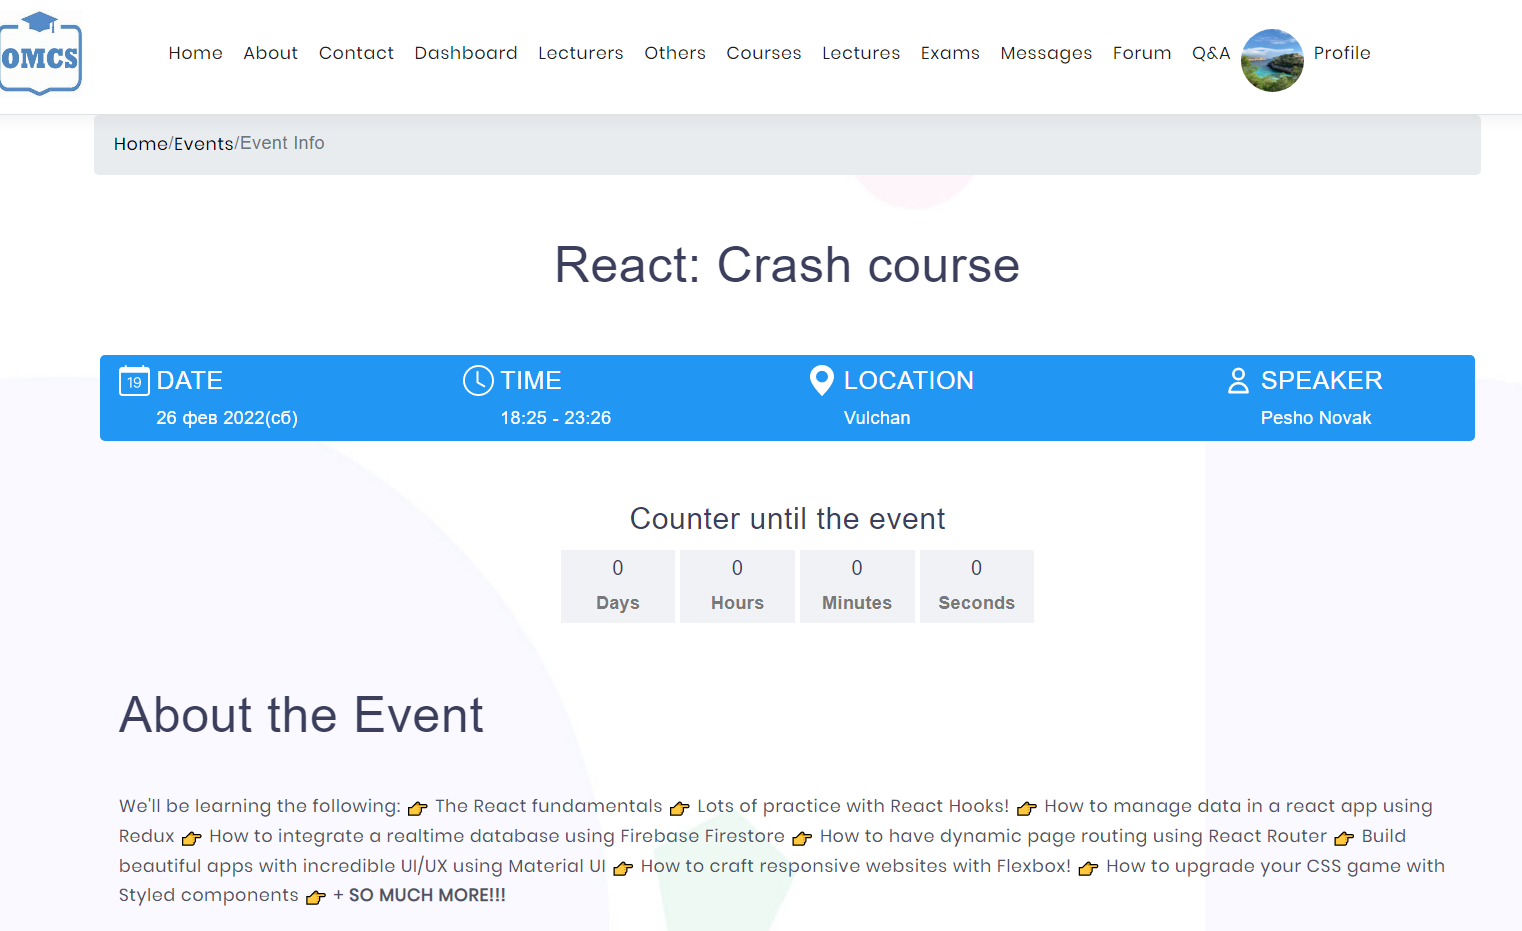 OMCS
Home About Contact Dashboard Lecturers Others Courses Lectures Exams Messages Forum Q&A Profile
Home/Events/Event Info
React: Crash course
19 DATE TIME LOCATION SPEAKER
26 фев 2022(сб) 18:25 - 23:26 Vulchan Pesho Novak
Counter until the event
0 0 0 0
Days Hours Minutes Seconds
About the Event
We'll be learning the following: 👉 The React fundamentals 👉 Lots of practice with React Hooks! 👉 How to manage data in a react app using
Redux 👉 How to integrate a realtime database using Firebase Firestore 👉 How to have dynamic page routing using React Router 👉 Build
beautiful apps with incredible UI/UX using Material UI 👉 How to craft responsive websites with Flexbox! 👉 How to upgrade your CSS game with
Styled components 👉 + SO MUCH MORE!!!